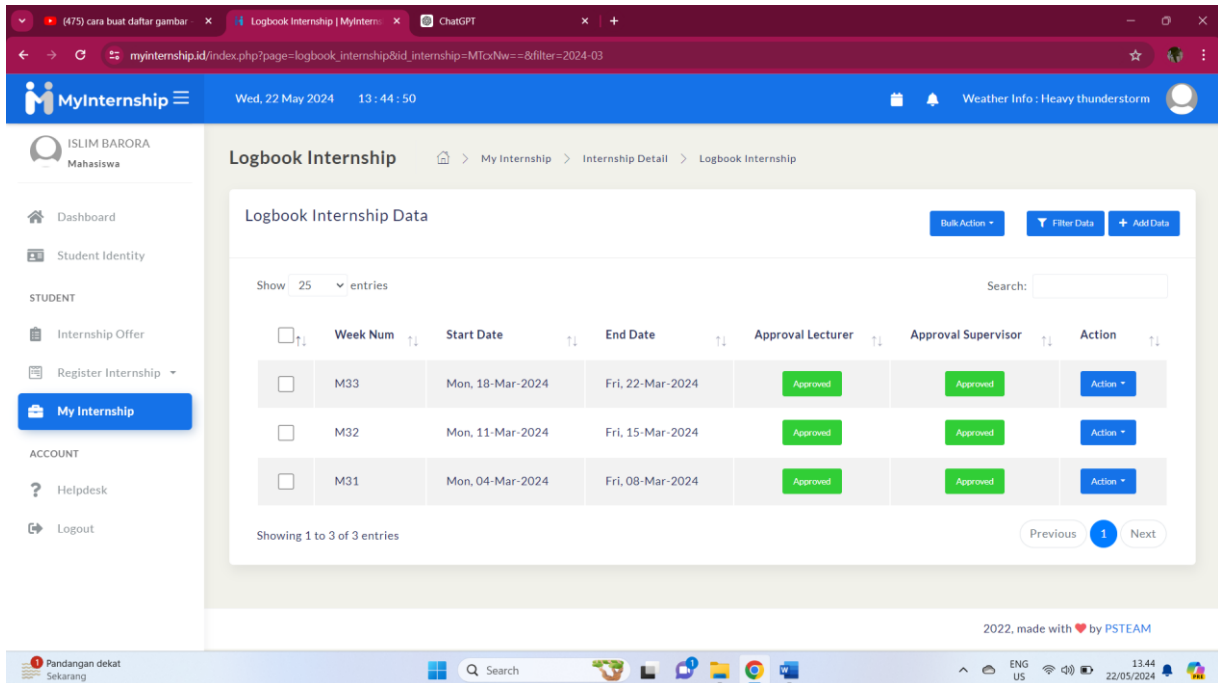 (475) cara buat daftar gambar
Logbook Internship | MyInterns
ChatGPT
myinternship.id/index.php?page=logbook_internship&id_internship=MTcxNw==&filter=2024-03
MyInternship
Wed, 22 May 2024 13:44:50
Weather Info : Heavy thunderstorm
ISLIM BARORA
Mahasiswa
Dashboard
Student Identity
STUDENT
Internship Offer
Register Internship
My Internship
ACCOUNT
Helpdesk
Logout
Logbook Internship
> My Internship > Internship Detail > Logbook Internship
Logbook Internship Data
Bulk Action
Filter Data
+ Add Data
Show 25 entries
Search:
Week Num Start Date End Date Approval Lecturer Approval Supervisor Action
M33 Mon, 18-Mar-2024 Fri, 22-Mar-2024 Approved Approved Action
M32 Mon, 11-Mar-2024 Fri, 15-Mar-2024 Approved Approved Action
M31 Mon, 04-Mar-2024 Fri, 08-Mar-2024 Approved Approved Action
Showing 1 to 3 of 3 entries
Previous 1 Next
2022, made with ❤ by PSTEAM
1
Pandangan dekat
Sekarang
Search
ENG
US
13.44
22/05/2024
PRE